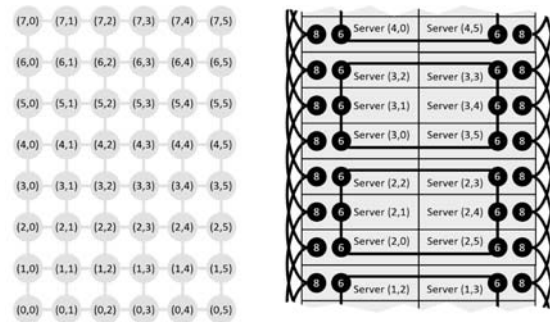 (7,0) (7,1) (7,2) (7,3) (7,4) (7,5)
(6,0) (6,1) (6,2) (6,3) (6,4) (6,5)
(5,0) (5,1) (5,2) (5,3) (5,4) (5,5)
(4,0) (4,1) (4,2) (4,3) (4,4) (4,5)
(3,0) (3,1) (3,2) (3,3) (3,4) (3,5)
(2,0) (2,1) (2,2) (2,3) (2,4) (2,5)
(1,0) (1,1) (1,2) (1,3) (1,4) (1,5)
(0,0) (0,1) (0,2) (0,3) (0,4) (0,5)
8 6 Server (4,0) Server (4,5) 6 8
8 6 Server (3,2) Server (3,3) 6 8
8 6 Server (3,1) Server (3,4) 6 8
8 6 Server (3,0) Server (3,5) 6 8
8 6 Server (2,2) Server (2,3) 6 8
8 6 Server (2,1) Server (2,4) 6 8
8 6 Server (2,0) Server (2,5) 6 8
8 6 Server (1,2) Server (1,3) 6 8